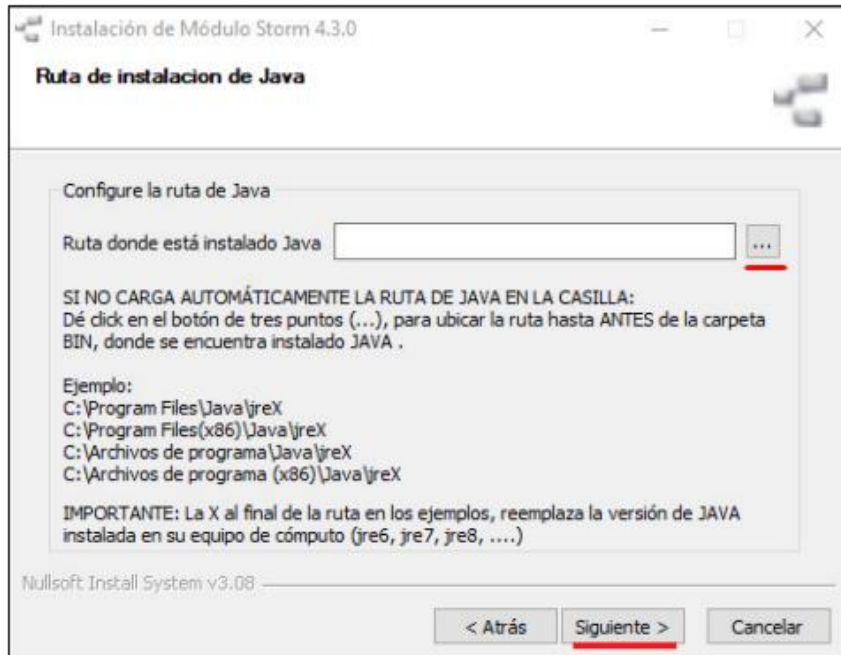 Instalación de Módulo Storm 4.3.0
Ruta de instalacion de Java
Configure la ruta de Java
Ruta donde está instalado Java
...
SI NO CARGA AUTOMÁTICAMENTE LA RUTA DE JAVA EN LA CASILLA:
Dé click en el botón de tres puntos (...), para ubicar la ruta hasta ANTES de la carpeta
BIN, donde se encuentra instalado JAVA .
Ejemplo:
C:\Program Files\Java\jreX
C:\Program Files(x86)\Java\jreX
C:\Archivos de programa\Java\jreX
C:\Archivos de programa (x86)\Java\jreX
IMPORTANTE: La X al final de la ruta en los ejemplos, reemplaza la versión de JAVA
instalada en su equipo de cómputo (jre6, jre7, jre8, ....)
Nullsoft Install System v3.08
< Atrás Siguiente > Cancelar